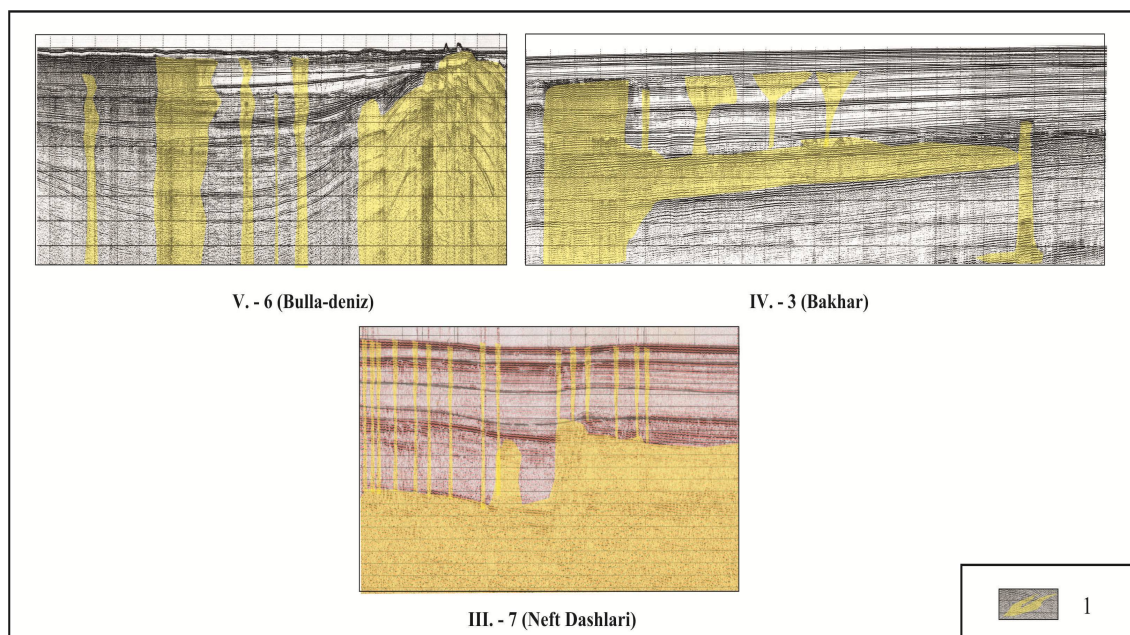 V. - 6 (Bulla-deniz)
IV. - 3 (Bakhar)
III. - 7 (Neft Dashlari)
1